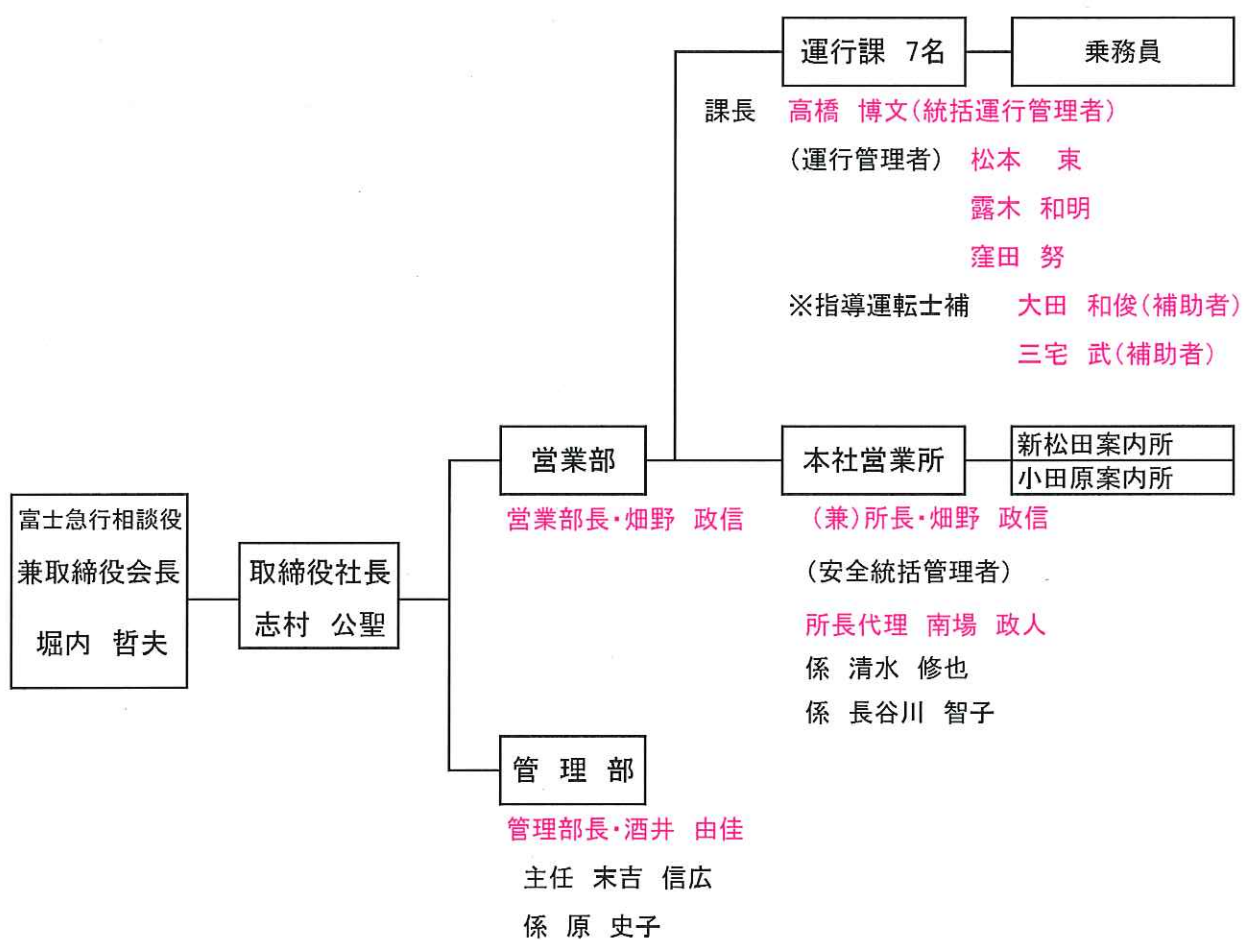 運行課 7名
乗務員
課長 高橋 博文(統括運行管理者)
(運行管理者) 松本 東
露木 和明
窪田 努
※指導運転士補 大田 和俊(補助者)
三宅 武(補助者)
営業部
営業部長・畑野 政信
本社営業所
新松田案内所
小田原案内所
(兼)所長・畑野 政信
(安全統括管理者)
所長代理 南場 政人
係 清水 修也
係 長谷川 智子
富士急行相談役
兼取締役会長
堀内 哲夫
取締役社長
志村 公聖
管 理 部
管理部長・酒井 由佳
主任 末吉 信広
係 原 史子